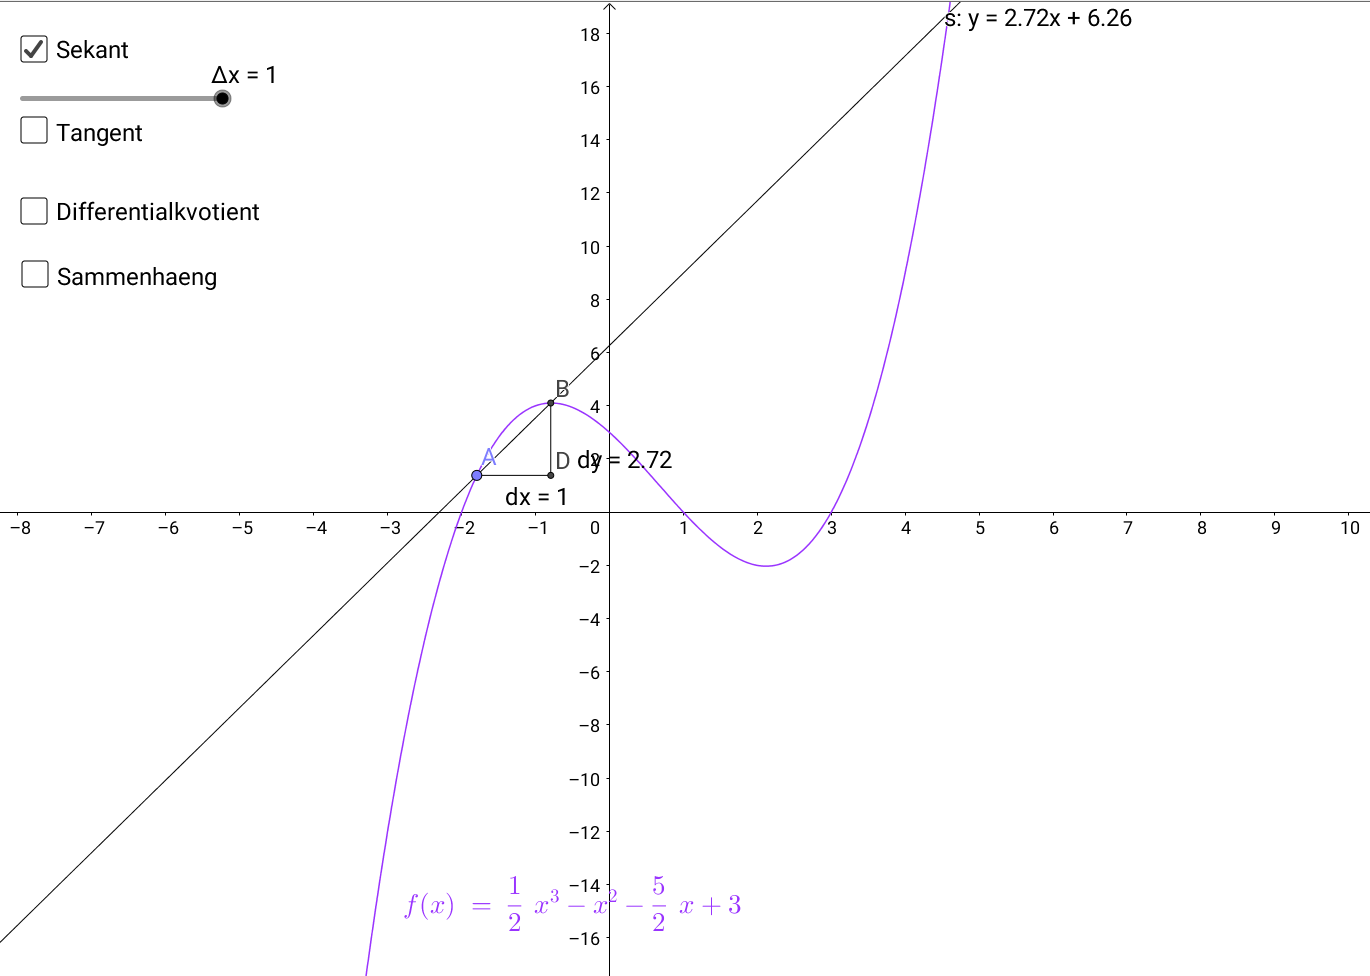 s: y = 2.72x + 6.26
Sekant
Δx = 1
Tangent
Differentialkvotient
Sammenhaeng
18
16
14
12
10
8
6
4
2
B
A
D
dy = 2.72
dx = 1
−8 −7 −6 −5 −4 −3 −2 −1 0 1 2 3 4 5 6 7 8 9 10
−2
−4
−6
−8
−10
−12
−14
−16
f(x) = 1/2 x³ − x² − 5/2 x + 3